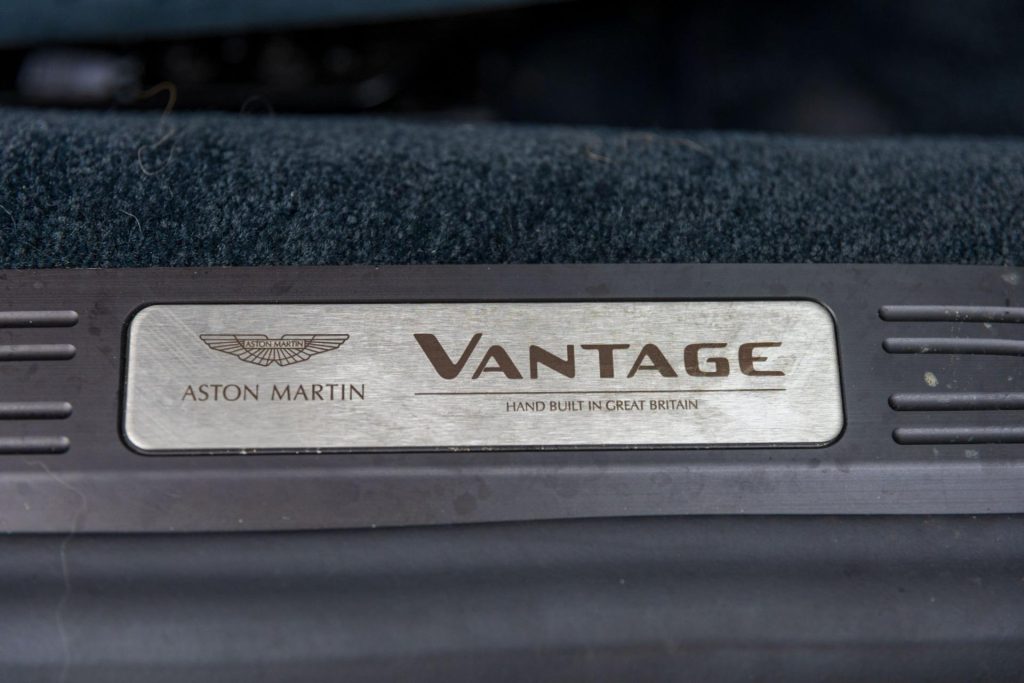 ASTON MARTIN
ASTON MARTIN
VANTAGE
HAND BUILT IN GREAT BRITAIN